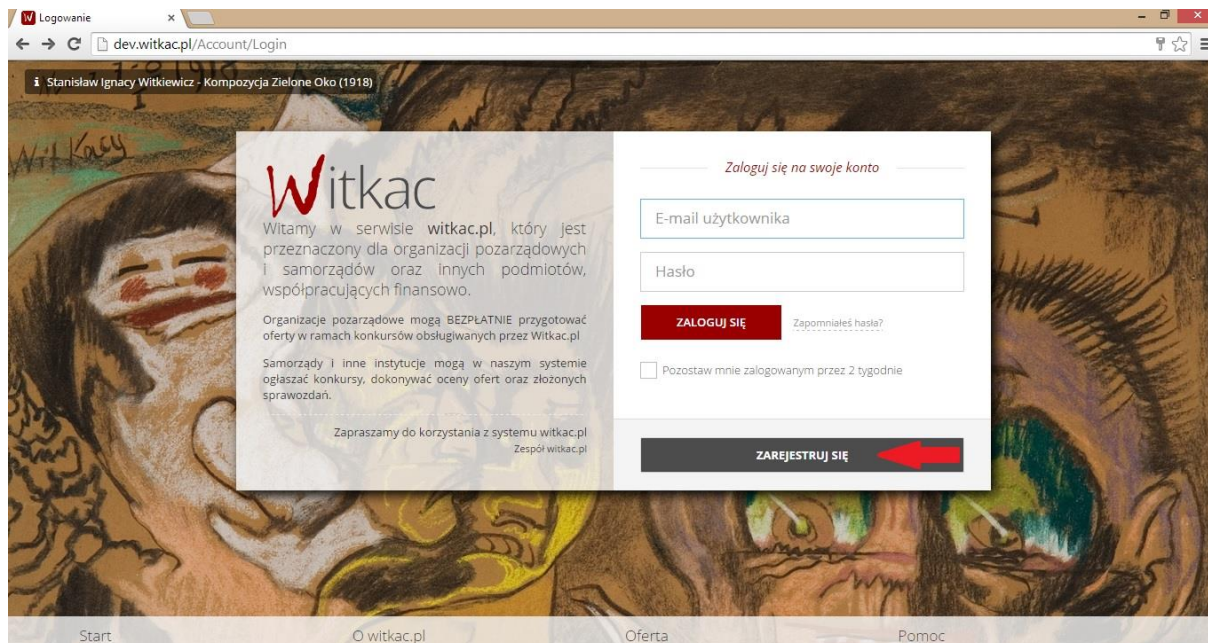 Logowanie
dev.witkac.pl/Account/Login
i Stanisław Ignacy Witkiewicz - Kompozycja Zielone Oko (1918)
Wit Kacy
Witkac
Witamy w serwisie witkac.pl, który jest
przeznaczony dla organizacji pozarządowych
i samorządów oraz innych podmiotów,
współpracujących finansowo.
Organizacje pozarządowe mogą BEZPŁATNIE przygotować
oferty w ramach konkursów obsługiwanych przez Witkac.pl
Samorządy i inne instytucje mogą w naszym systemie
ogłaszać konkursy, dokonywać oceny ofert oraz złożonych
sprawozdań.
Zapraszamy do korzystania z systemu witkac.pl
Zespół witkac.pl
Zaloguj się na swoje konto
E-mail użytkownika
Hasło
ZALOGUJ SIĘ
Zapomniałeś hasła?
Pozostaw mnie zalogowanym przez 2 tygodnie
ZAREJESTRUJ SIĘ
Start
O witkac.pl
Oferta
Pomoc